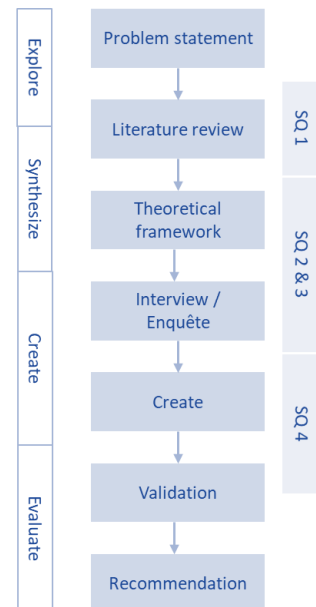 Explore
Synthesize
Create
Evaluate
Problem statement
Literature review
Theoretical
framework
Interview /
Enquête
Create
Validation
Recommendation
SQ 1
SQ 2 & 3
SQ 4